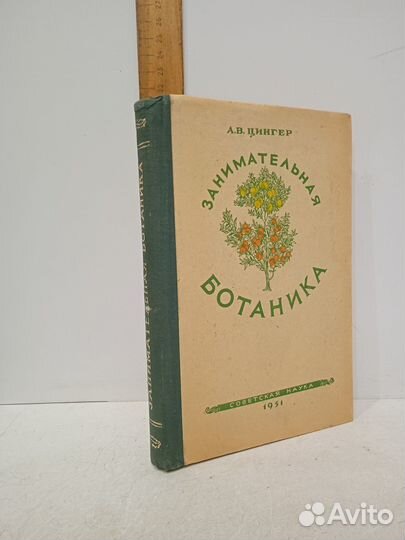 А.В. ЦИНГЕР
ЗАНИМАТЕЛЬНАЯ
БОТАНИКА
СОВЕТСКАЯ НАУКА
1951
ЗАНИМАТЕЛЬНАЯ БОТАНИКА
Avito